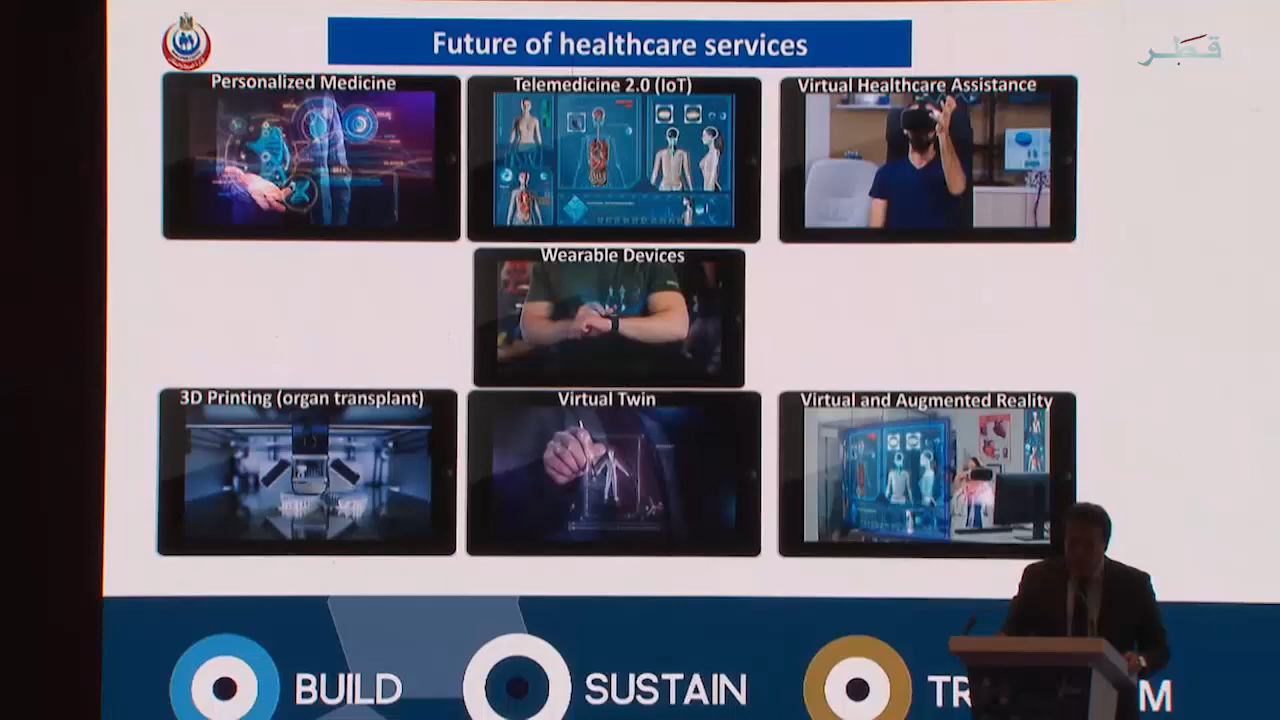 Future of healthcare services
قطر
Personalized Medicine
Telemedicine 2.0 (IoT)
Virtual Healthcare Assistance
Wearable Devices
3D Printing (organ transplant)
Virtual Twin
Virtual and Augmented Reality
BUILD
SUSTAIN
TR
M